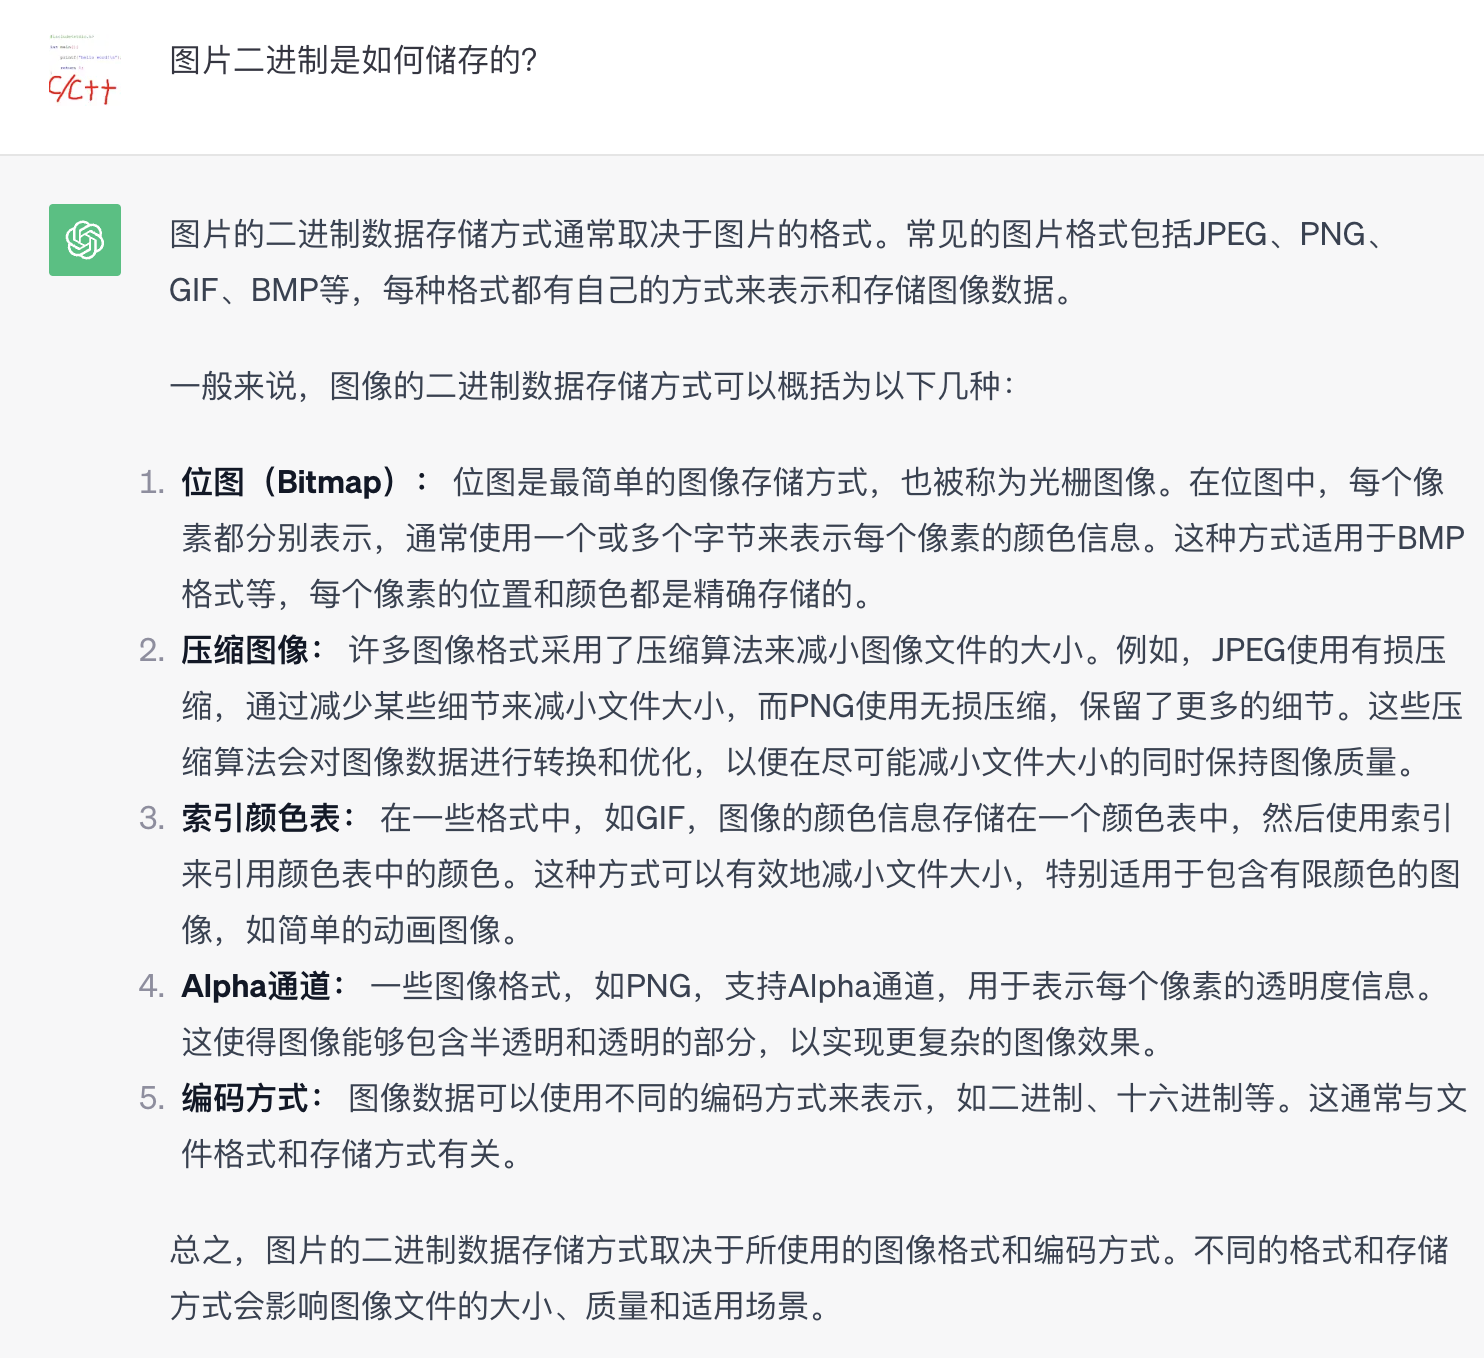 #include<stdio.h>
int main(){
printf("hello word!\n");
return 0;
C/C++
图片二进制是如何储存的?
图片的二进制数据存储方式通常取决于图片的格式。常见的图片格式包括JPEG、PNG、
GIF、BMP等，每种格式都有自己的方式来表示和存储图像数据。
一般来说，图像的二进制数据存储方式可以概括为以下几种：
1. 位图（Bitmap）： 位图是最简单的图像存储方式，也被称为光栅图像。在位图中，每个像
素都分别表示，通常使用一个或多个字节来表示每个像素的颜色信息。这种方式适用于BMP
格式等，每个像素的位置和颜色都是精确存储的。
2. 压缩图像： 许多图像格式采用了压缩算法来减小图像文件的大小。例如，JPEG使用有损压
缩，通过减少某些细节来减小文件大小，而PNG使用无损压缩，保留了更多的细节。这些压
缩算法会对图像数据进行转换和优化，以便在尽可能减小文件大小的同时保持图像质量。
3. 索引颜色表： 在一些格式中，如GIF，图像的颜色信息存储在一个颜色表中，然后使用索引
来引用颜色表中的颜色。这种方式可以有效地减小文件大小，特别适用于包含有限颜色的图
像，如简单的动画图像。
4. Alpha通道： 一些图像格式，如PNG，支持Alpha通道，用于表示每个像素的透明度信息。
这使得图像能够包含半透明和透明的部分，以实现更复杂的图像效果。
5. 编码方式： 图像数据可以使用不同的编码方式来表示，如二进制、十六进制等。这通常与文
件格式和存储方式有关。
总之，图片的二进制数据存储方式取决于所使用的图像格式和编码方式。不同的格式和存储
方式会影响图像文件的大小、质量和适用场景。